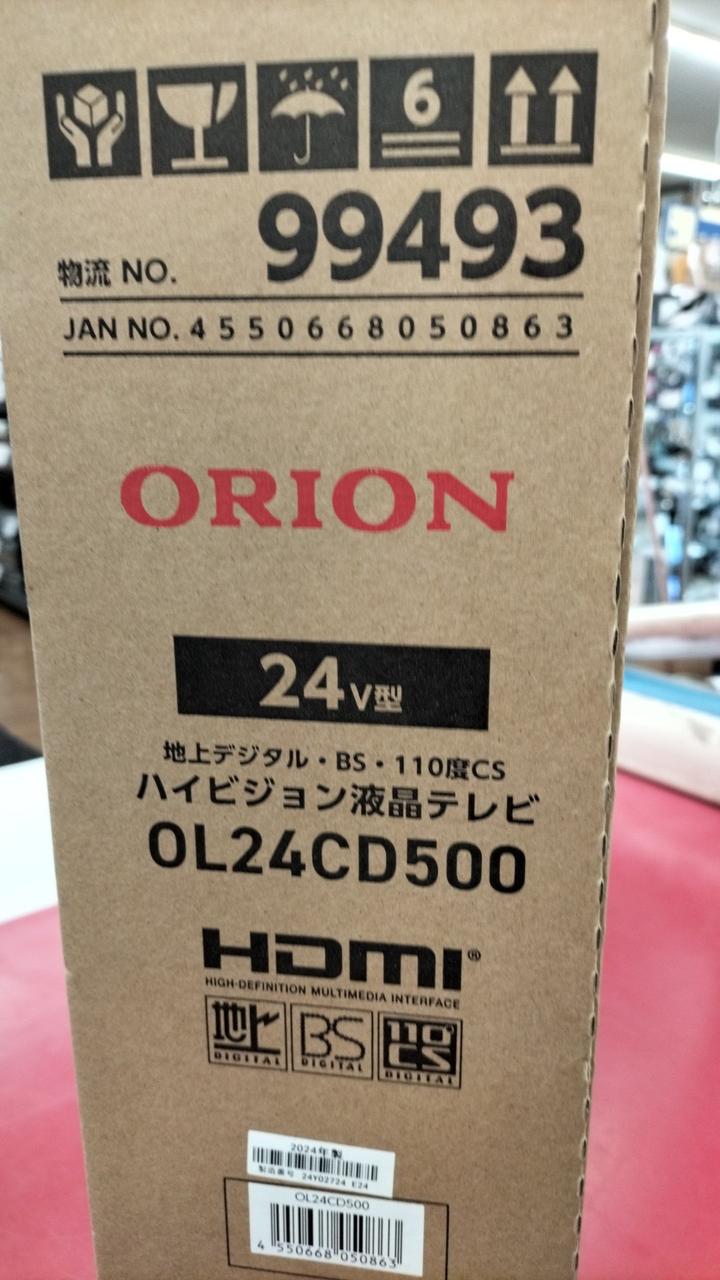 6
99493
物流 NO.
JAN NO. 4550668050863
ORION
24V型
地上デジタル・BS・110度CS
ハイビジョン液晶テレビ
OL24CD500
HDMI®
HIGH-DEFINITION MULTIMEDIA INTERFACE
地上 BS 110°CS
DIGITAL DIGITAL DIGITAL
2024年製
製造番号 24Y02724 E24
OL24CD500
4 550668 050863